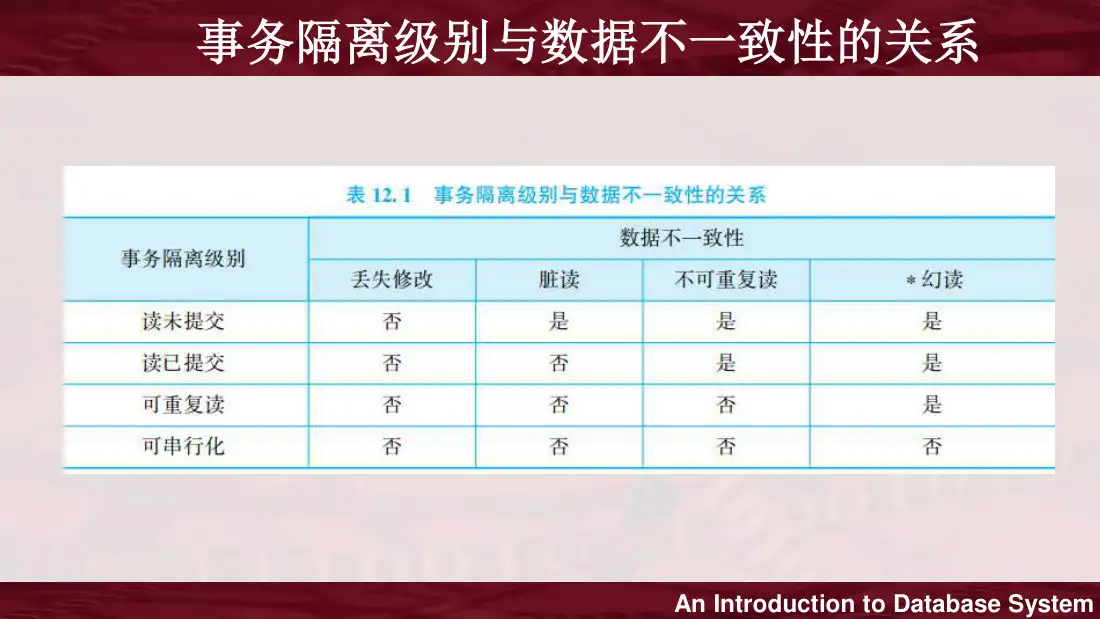 事务隔离级别与数据不一致性的关系
表 12.1 事务隔离级别与数据不一致性的关系
事务隔离级别
数据不一致性
丢失修改 脏读 不可重复读 *幻读
读未提交 否 是 是 是
读已提交 否 否 是 是
可重复读 否 否 否 是
可串行化 否 否 否 否
An Introduction to Database System